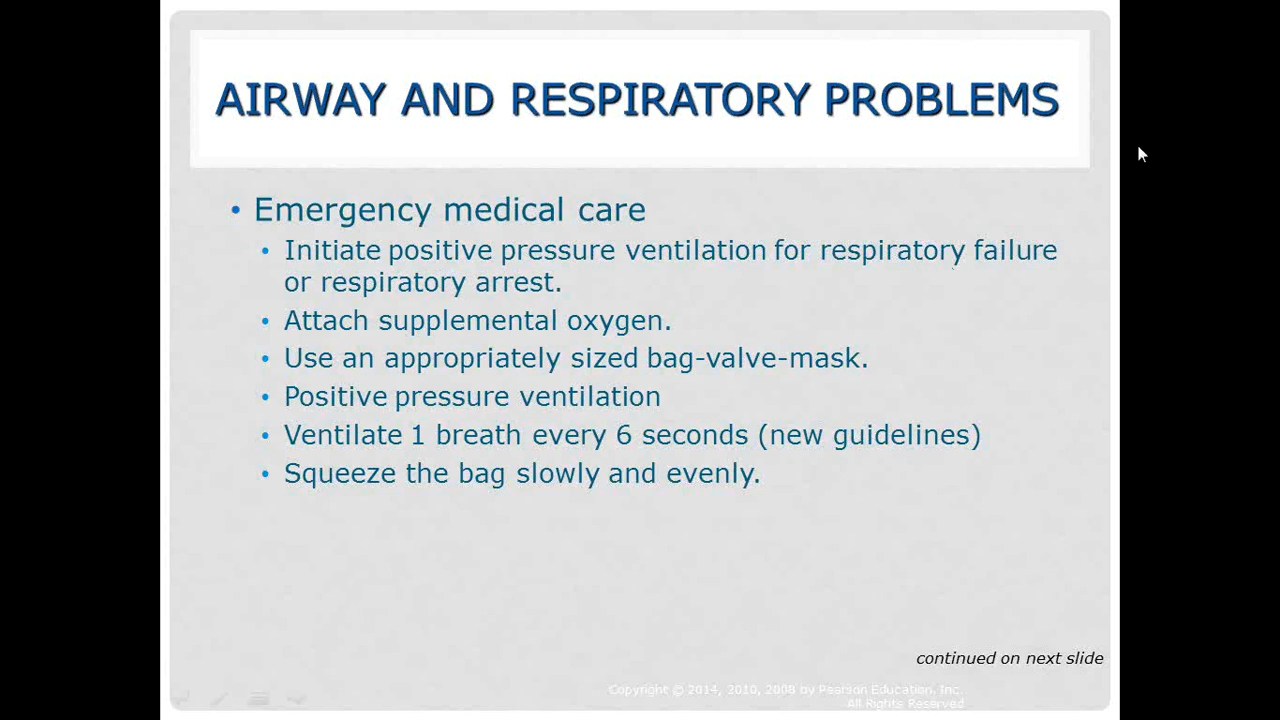 AIRWAY AND RESPIRATORY PROBLEMS
• Emergency medical care
• Initiate positive pressure ventilation for respiratory failure
or respiratory arrest.
• Attach supplemental oxygen.
• Use an appropriately sized bag-valve-mask.
• Positive pressure ventilation
• Ventilate 1 breath every 6 seconds (new guidelines)
• Squeeze the bag slowly and evenly.
continued on next slide
Copyright © 2014, 2010, 2008 by Pearson Education, Inc.
All Rights Reserved